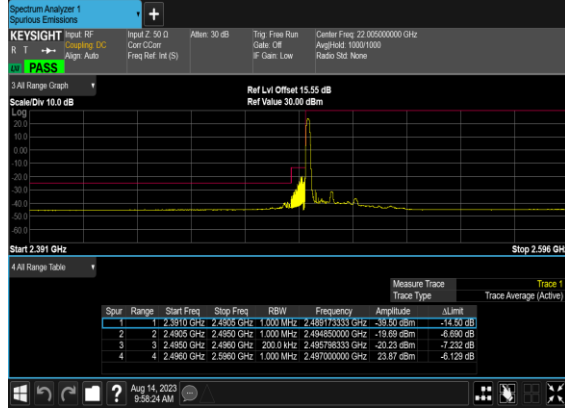 Spectrum Analyzer 1
Spurious Emissions
+
KEYSIGHT Input: RF Input Z: 50 Ω Atten: 30 dB Trig: Free Run Center Freq: 22.005000000 GHz
R T Coupling: DC Corr CCorr Gate: Off Avg|Hold: 1000/1000
Align: Auto Freq Ref: Int (S) IF Gain: Low Radio Std: None
PASS
3 All Range Graph
Ref Lvl Offset 15.55 dB
Scale/Div 10.0 dB Ref Value 30.00 dBm
Log
20.0
10.0
0.00
-10.0
-20.0
-30.0
-40.0
-50.0
-60.0
Start 2.391 GHz Stop 2.596 GH
4 All Range Table
Measure Trace Trace 1
Trace Type Trace Average (Active)
Spur Range Start Freq Stop Freq RBW Frequency Amplitude ΔLimit
1 1 2.3910 GHz 2.4905 GHz 1.000 MHz 2.489173333 GHz -39.50 dBm -14.50 dB
2 2 2.4905 GHz 2.4950 GHz 1.000 MHz 2.494850000 GHz -19.69 dBm -6.690 dB
3 3 2.4950 GHz 2.4960 GHz 200.0 kHz 2.495798333 GHz -20.23 dBm -7.232 dB
4 4 2.4960 GHz 2.5960 GHz 1.000 MHz 2.497000000 GHz 23.87 dBm -6.129 dB
?
Aug 14, 2023
9:58:24 AM